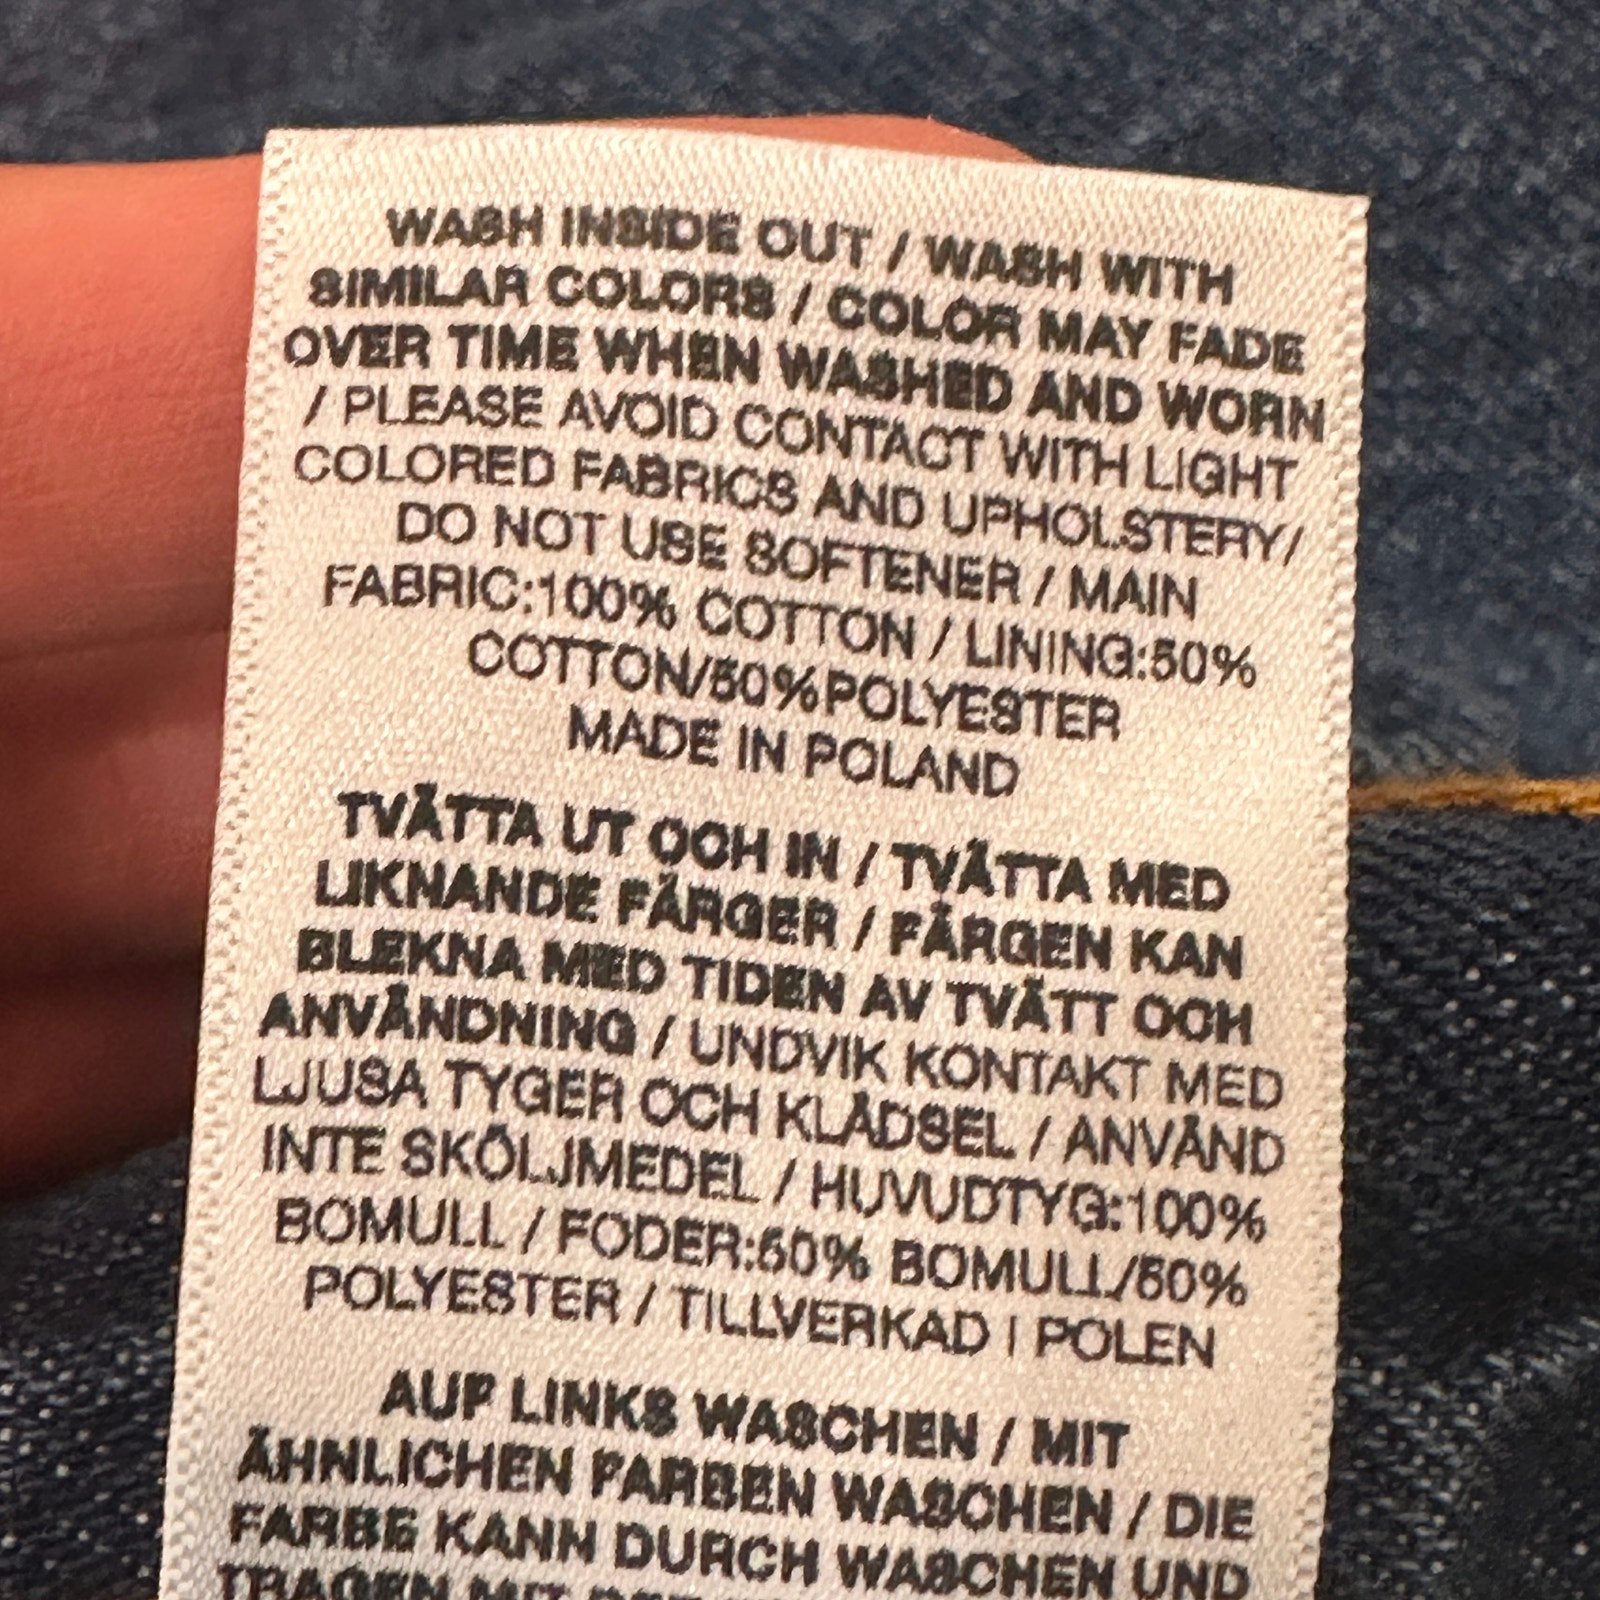 WASH INSIDE OUT / WASH WITH
SIMILAR COLORS / COLOR MAY FADE
OVER TIME WHEN WASHED AND WORN
/ PLEASE AVOID CONTACT WITH LIGHT
COLORED FABRICS AND UPHOLSTERY/
DO NOT USE SOFTENER / MAIN
FABRIC:100% COTTON / LINING:50%
COTTON/50%POLYESTER
MADE IN POLAND
TVÄTTA UT OCH IN / TVÄTTA MED
LIKNANDE FÄRGER / FÄRGEN KAN
BLEKNA MED TIDEN AV TVÄTT OCH
ANVÄNDNING / UNDVIK KONTAKT MED
LJUSA TYGER OCH KLÄDSEL / ANVÄND
INTE SKÖLJMEDEL / HUVUDTYG:100%
BOMULL / FODER:50% BOMULL/50%
POLYESTER / TILLVERKAD I POLEN
AUF LINKS WASCHEN / MIT
ÄHNLICHEN FARBEN WASCHEN / DIE
FARBE KANN DURCH WASCHEN UND
TRAGEN MIT